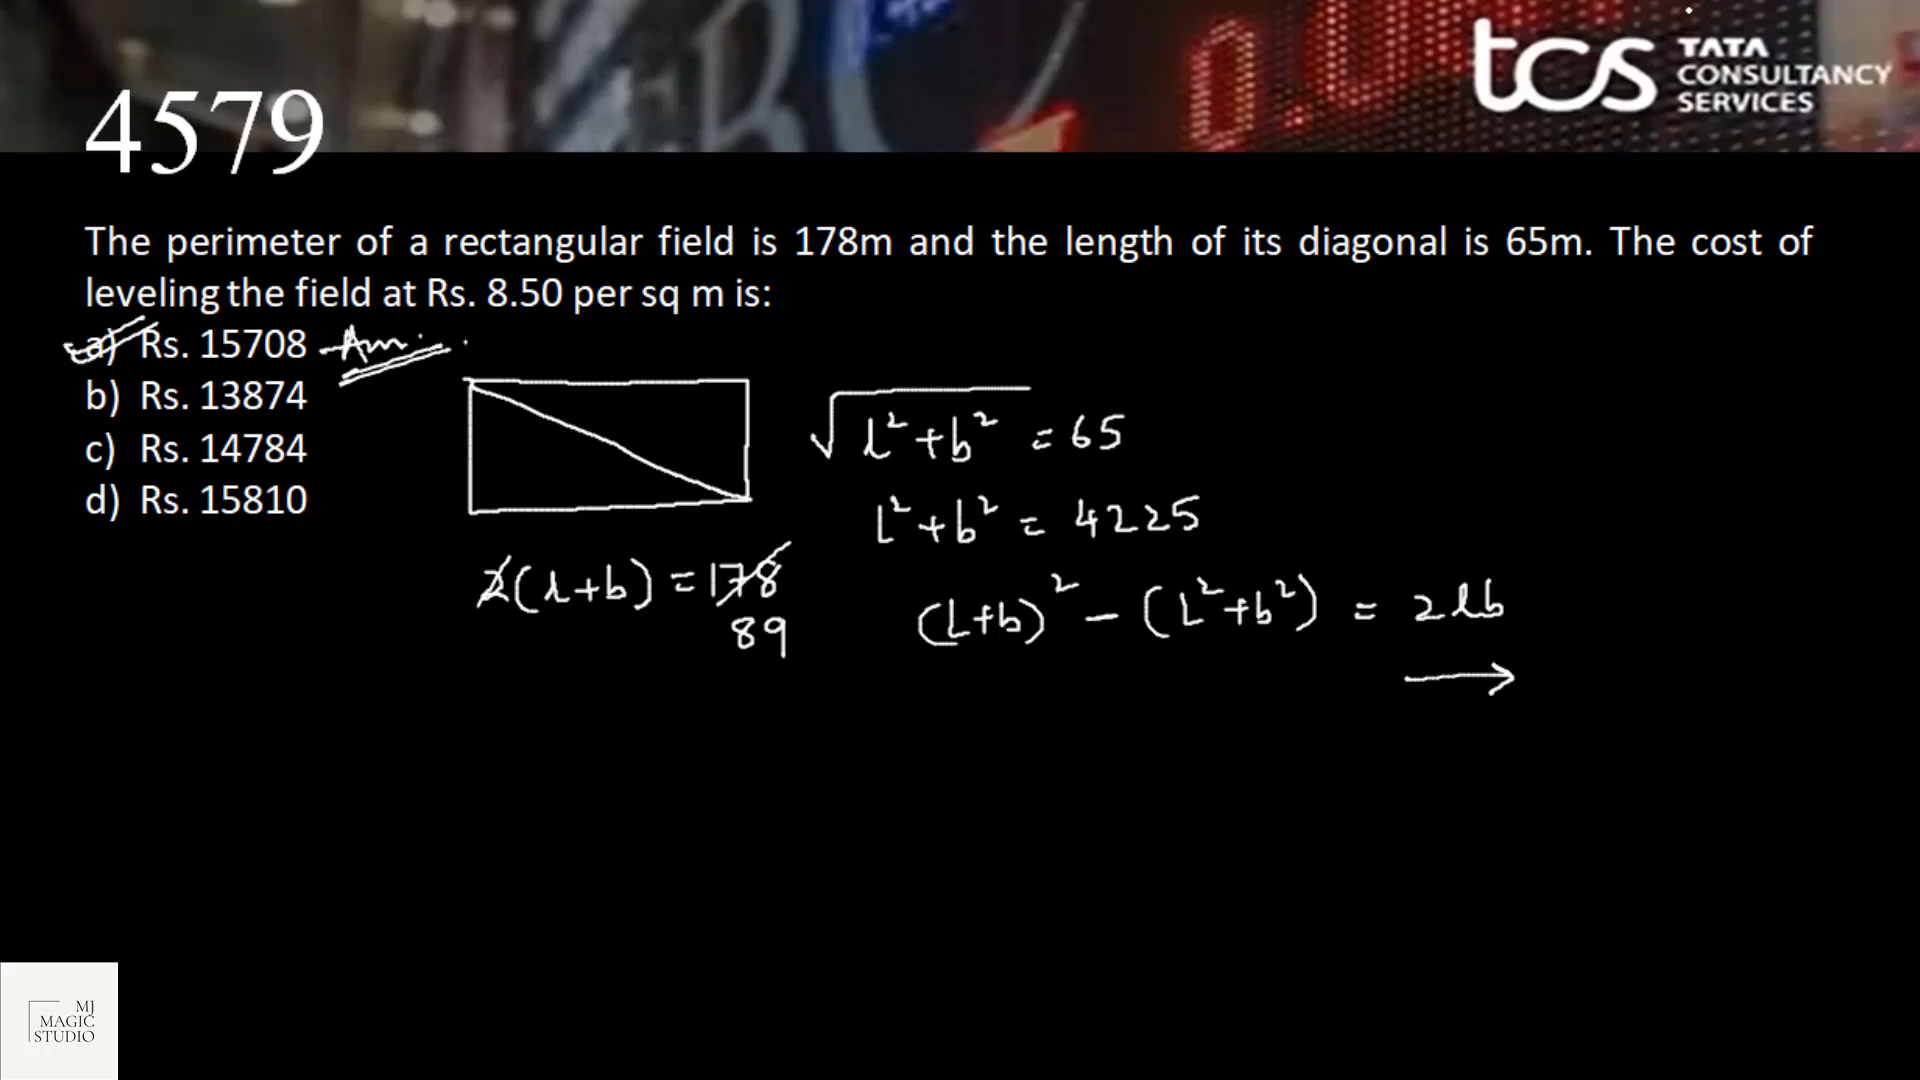 tcs TATA
CONSULTANCY
SERVICES
4579
The perimeter of a rectangular field is 178m and the length of its diagonal is 65m. The cost of
leveling the field at Rs. 8.50 per sq m is:
a) Rs. 15708 Ans.
b) Rs. 13874
c) Rs. 14784
d) Rs. 15810
√l²+b² = 65
l²+b² = 4225
2(l+b) = 178
89
(l+b)² - (l²+b²) = 2lb
MJ
MAGIC
STUDIO